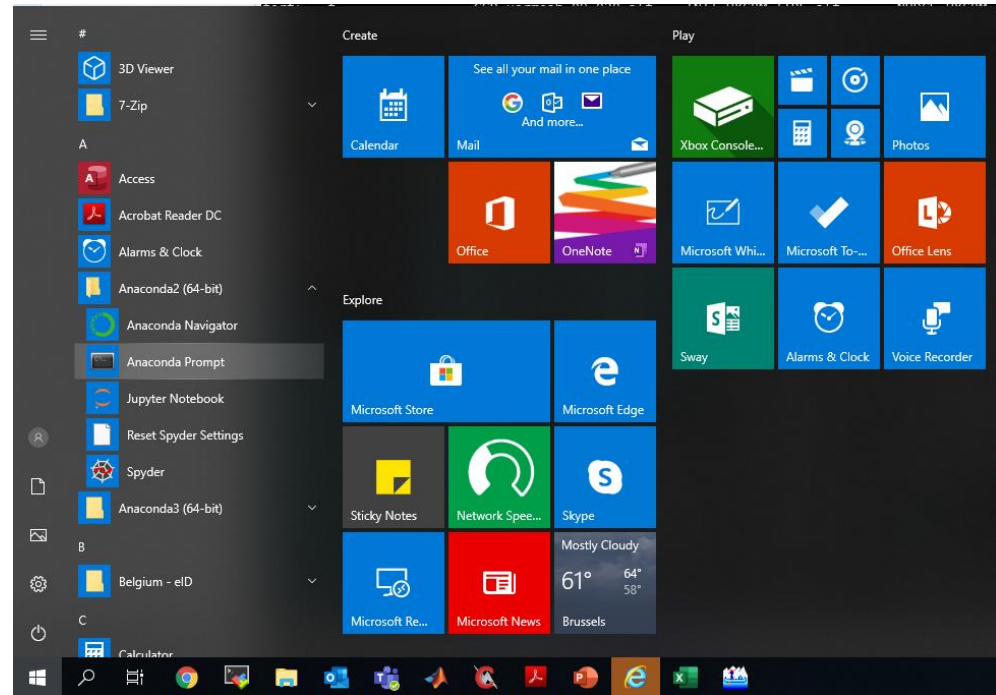 #
3D Viewer
7-Zip
A
Access
Acrobat Reader DC
Alarms & Clock
Anaconda2 (64-bit)
Anaconda Navigator
Anaconda Prompt
Jupyter Notebook
Reset Spyder Settings
Spyder
Anaconda3 (64-bit)
B
Belgium - eID
C
Calculator
Create
Calendar
See all your mail in one place
And more...
Mail
Office
OneNote
Explore
Microsoft Store
Microsoft Edge
Sticky Notes
Network Spee...
Skype
Microsoft Re...
Microsoft News
Mostly Cloudy
61° 64°
58°
Brussels
Play
Xbox Console...
Photos
Microsoft Whi...
Microsoft To-...
Office Lens
Sway
Alarms & Clock
Voice Recorder